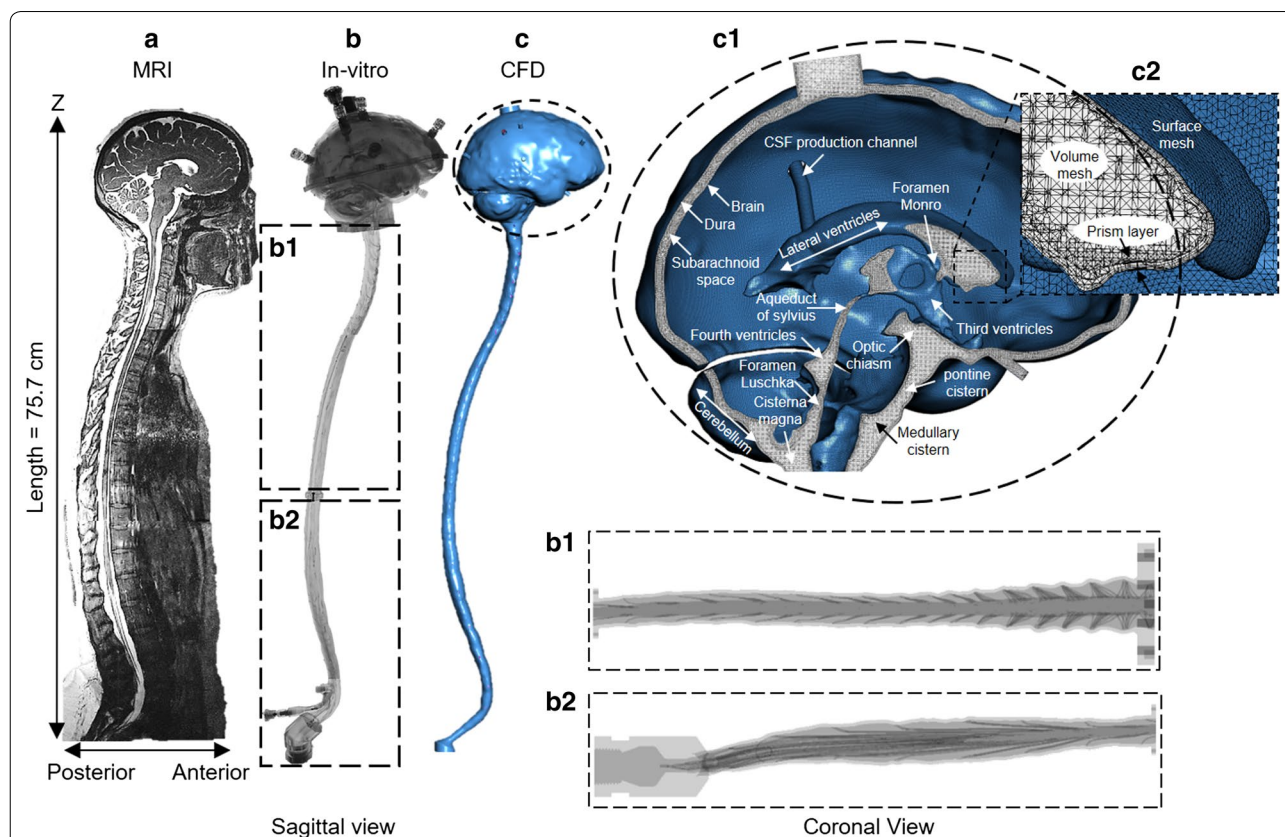 a
MRI
b
In-vitro
c
CFD
c1
c2
Z
Length = 75.7 cm
b1
b2
Posterior
Anterior
Sagittal view
CSF production channel
Brain
Dura
Subarachnoid
space
Lateral ventricles
Foramen
Monro
Aqueduct
of sylvius
Third ventricles
Fourth ventricles
Optic
chiasm
Foramen
Luschka
Cisterna
magna
pontine
cistern
Cerebellum
Medullary
cistern
Surface
mesh
Volume
mesh
Prism layer
b1
b2
Coronal View